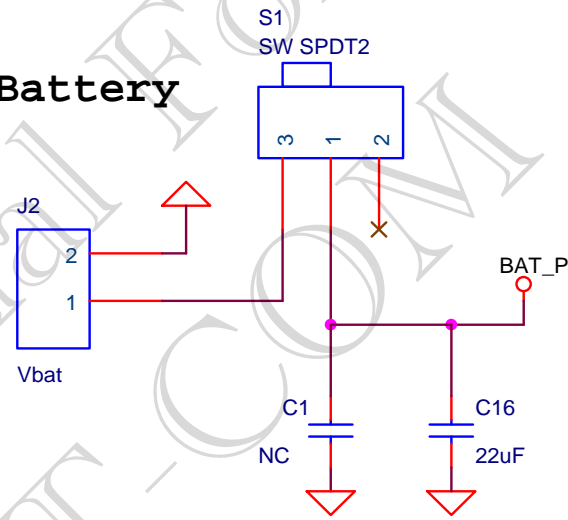 S1
SW SPDT2
Battery
3
1
2
J2
2
1
Vbat
BAT_P
C1
NC
C16
22uF